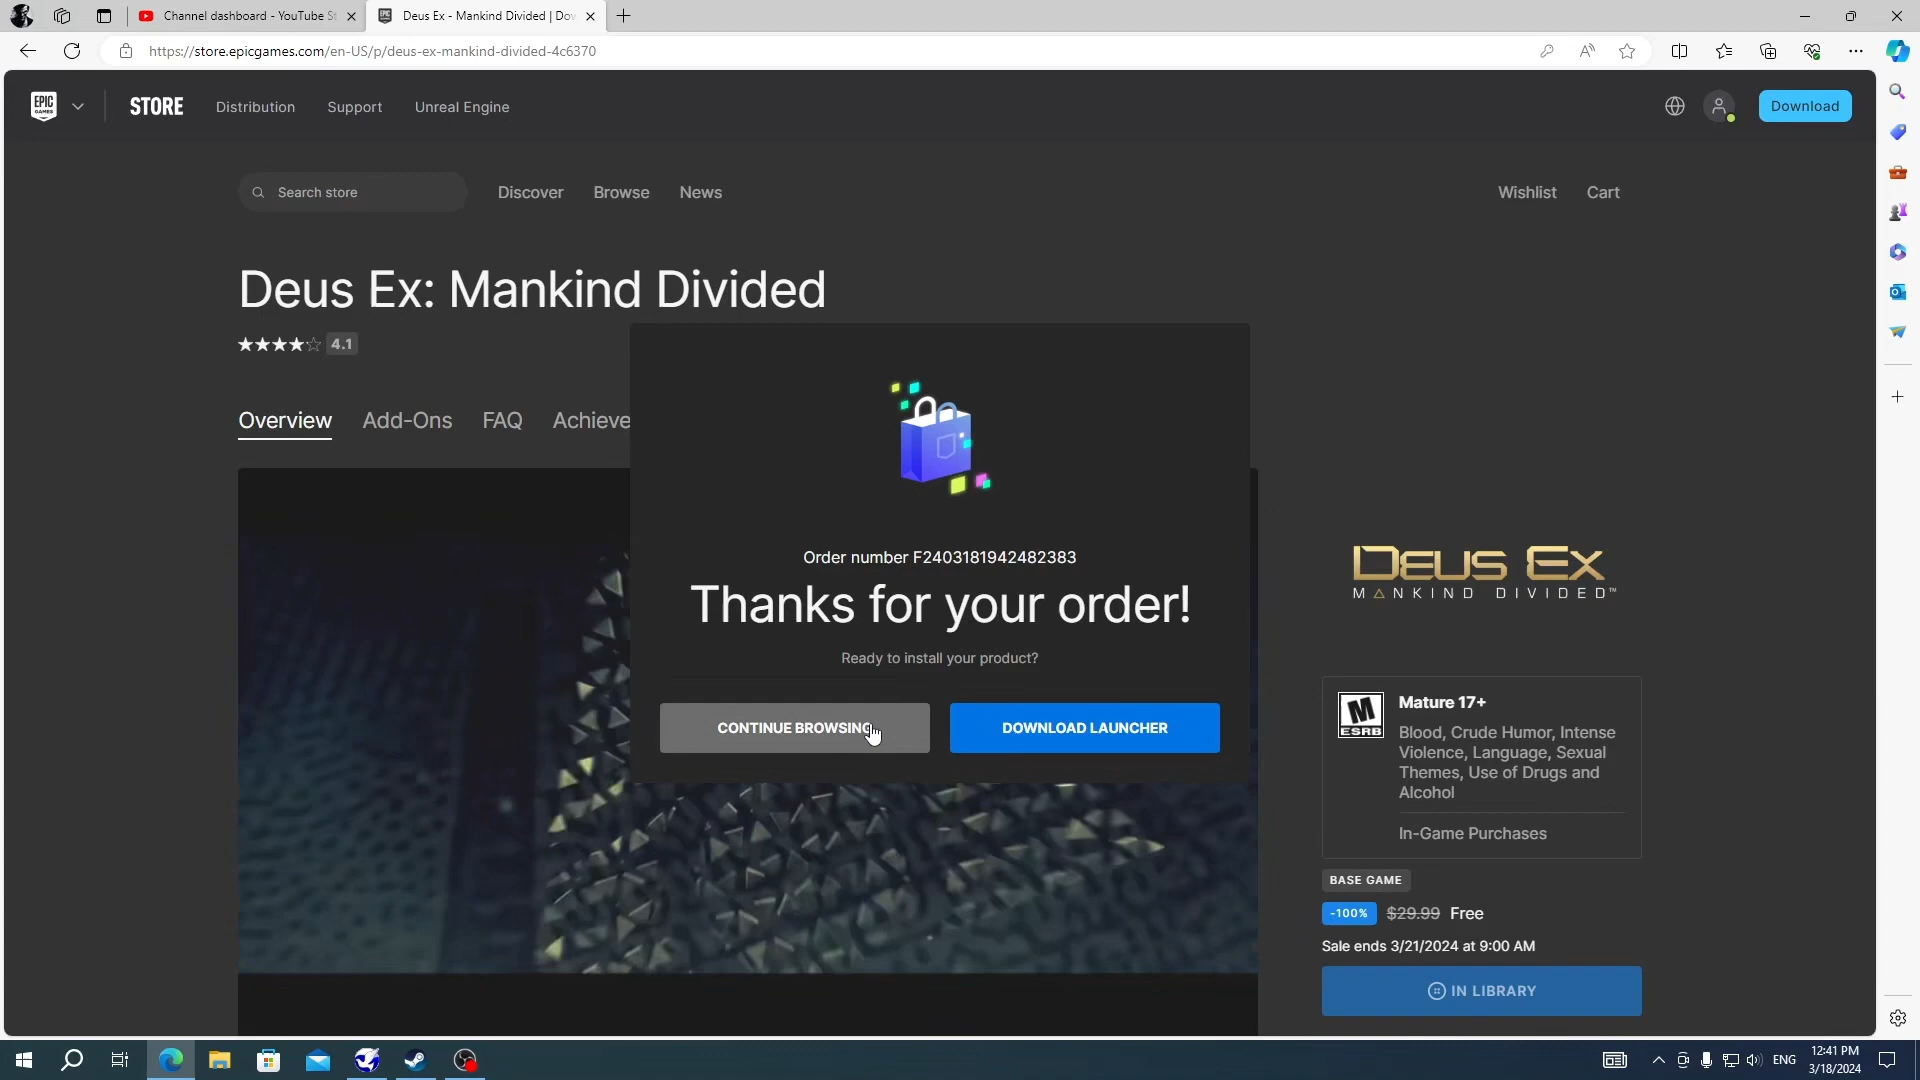 Channel dashboard - YouTube St
Deus Ex - Mankind Divided | Dow
https://store.epicgames.com/en-US/p/deus-ex-mankind-divided-4c6370
EPIC GAMES
STORE
Distribution
Support
Unreal Engine
Download
Search store
Discover
Browse
News
Wishlist
Cart
Deus Ex: Mankind Divided
4.1
Overview
Add-Ons
FAQ
Achieve
Order number F2403181942482383
Thanks for your order!
Ready to install your product?
CONTINUE BROWSING
DOWNLOAD LAUNCHER
DEUS EX
MANKIND DIVIDED™
M
ESRB
Mature 17+
Blood, Crude Humor, Intense
Violence, Language, Sexual
Themes, Use of Drugs and
Alcohol
In-Game Purchases
BASE GAME
-100% $29.99 Free
Sale ends 3/21/2024 at 9:00 AM
IN LIBRARY
ENG
12:41 PM
3/18/2024